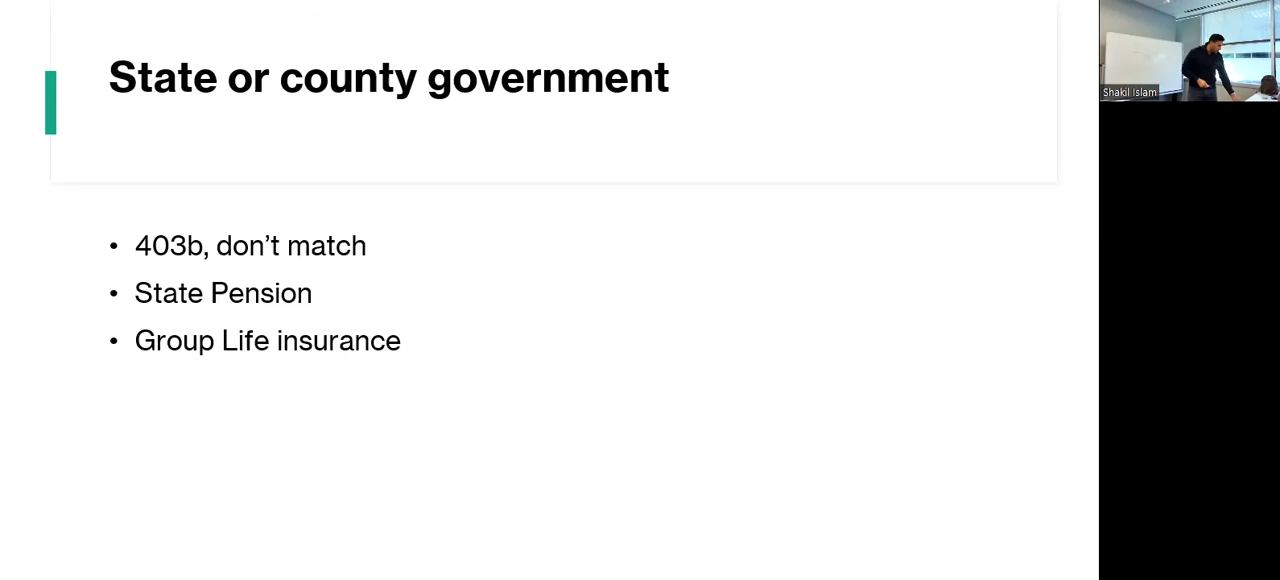 State or county government
• 403b, don’t match
• State Pension
• Group Life insurance
Shakil Islam